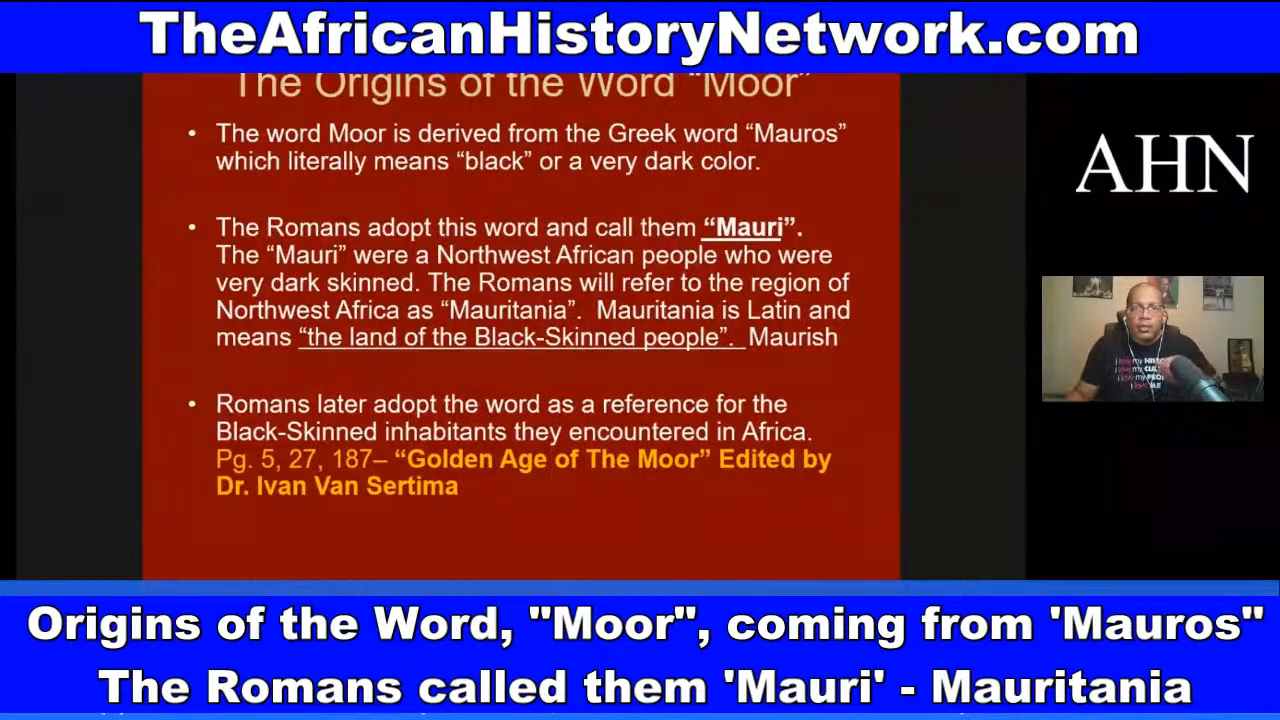 TheAfricanHistoryNetwork.com
The Origins of the Word "Moor"
• The word Moor is derived from the Greek word “Mauros”
which literally means “black” or a very dark color.
• The Romans adopt this word and call them “Mauri”.
The “Mauri” were a Northwest African people who were
very dark skinned. The Romans will refer to the region of
Northwest Africa as “Mauritania”. Mauritania is Latin and
means “the land of the Black-Skinned people”. Maurish
• Romans later adopt the word as a reference for the
Black-Skinned inhabitants they encountered in Africa.
Pg. 5, 27, 187– “Golden Age of The Moor” Edited by
Dr. Ivan Van Sertima
AHN
Origins of the Word, "Moor", coming from 'Mauros"
The Romans called them 'Mauri' - Mauritania